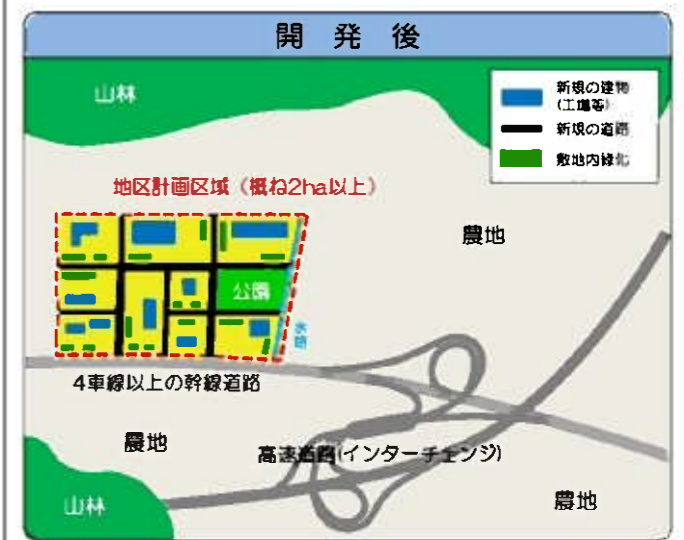 開発後
山林
新規の建物
(工場等)
新規の道路
敷地内緑化
地区計画区域（概ね2ha以上）
農地
公園
水路
4車線以上の幹線道路
農地
高速道路(インターチェンジ)
山林
農地